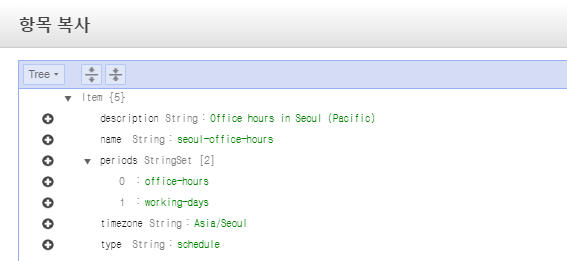 항목 복사
Tree
Item {5}
description String : Office hours in Seoul (Pacific)
name String : seoul-office-hours
periods StringSet [2]
0 : office-hours
1 : working-days
timezone String : Asia/Seoul
type String : schedule